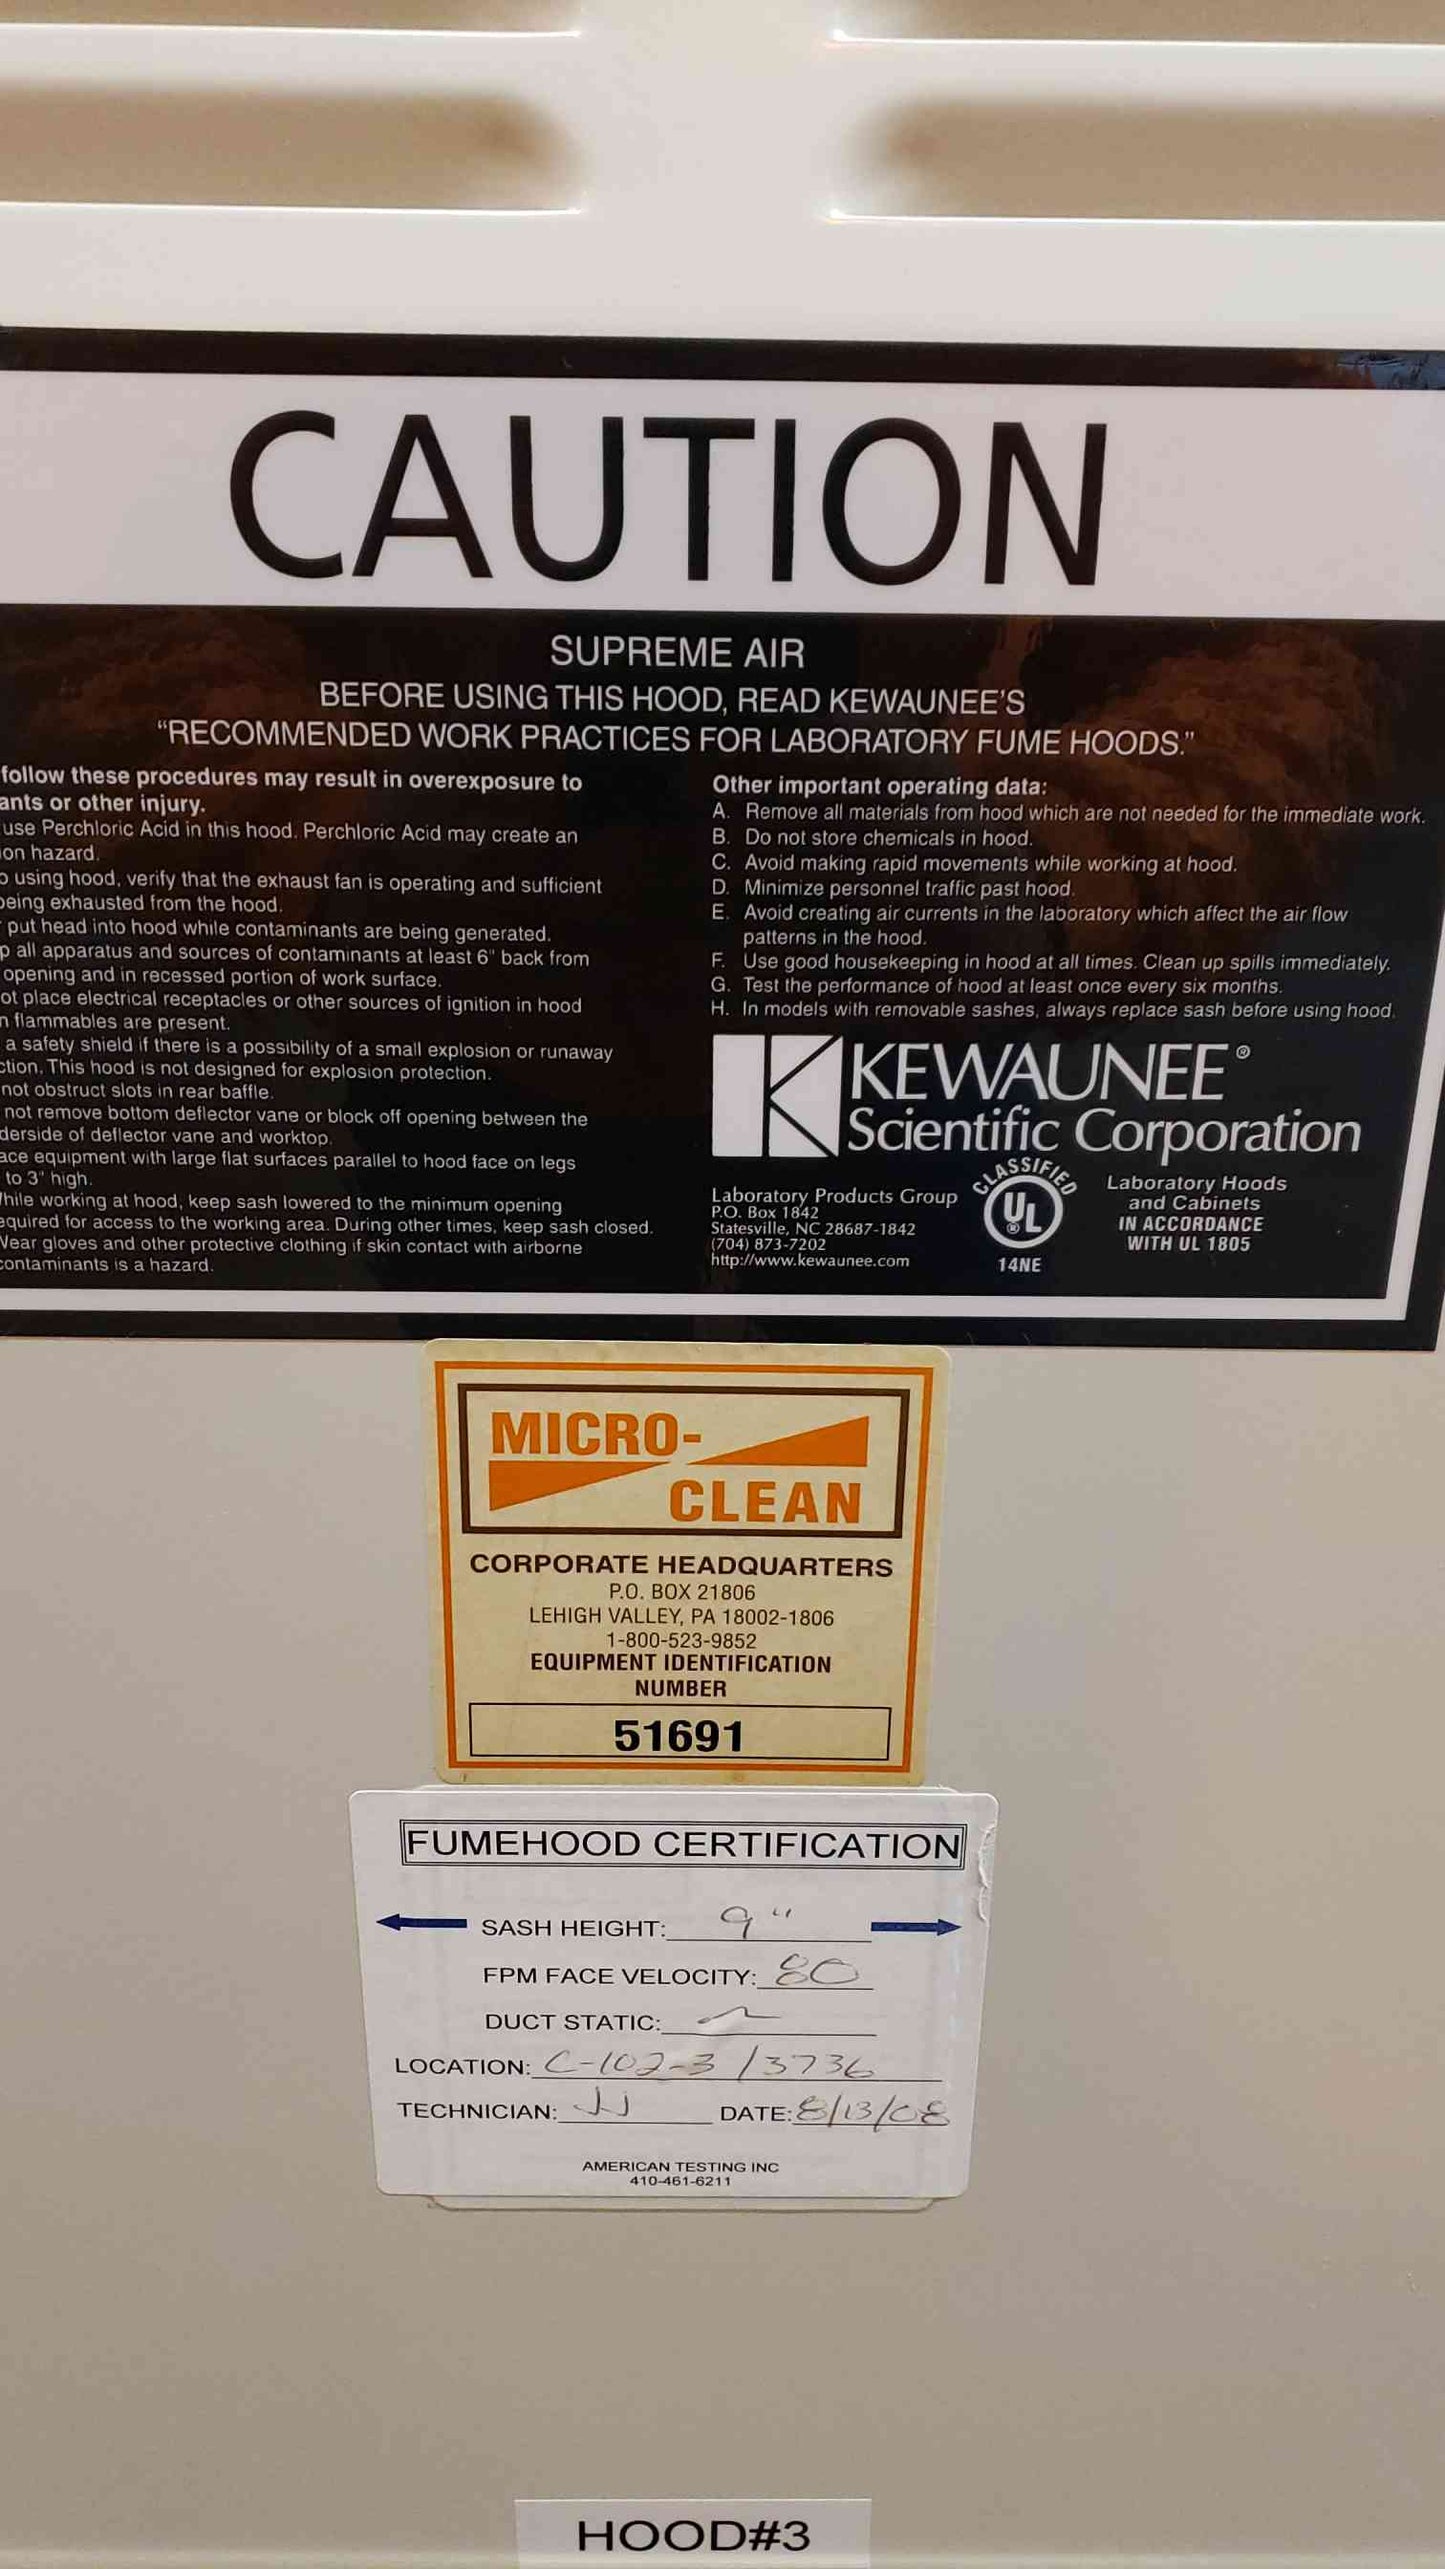 CAUTION
SUPREME AIR
BEFORE USING THIS HOOD, READ KEWAUNEE'S
“RECOMMENDED WORK PRACTICES FOR LABORATORY FUME HOODS.”
follow these procedures may result in overexposure to
ants or other injury.
use Perchloric Acid in this hood. Perchloric Acid may create an
on hazard.
o using hood, verify that the exhaust fan is operating and sufficient
being exhausted from the hood.
put head into hood while contaminants are being generated.
p all apparatus and sources of contaminants at least 6" back from
opening and in recessed portion of work surface.
ot place electrical receptacles or other sources of ignition in hood
n flammables are present.
a safety shield if there is a possibility of a small explosion or runaway
ction. This hood is not designed for explosion protection.
not obstruct slots in rear baffle.
not remove bottom deflector vane or block off opening between the
derside of deflector vane and worktop.
ace equipment with large flat surfaces parallel to hood face on legs
to 3" high.
hile working at hood, keep sash lowered to the minimum opening
equired for access to the working area. During other times, keep sash closed.
Wear gloves and other protective clothing if skin contact with airborne
contaminants is a hazard.
Other important operating data:
A. Remove all materials from hood which are not needed for the immediate work.
B. Do not store chemicals in hood.
C. Avoid making rapid movements while working at hood.
D. Minimize personnel traffic past hood.
E. Avoid creating air currents in the laboratory which affect the air flow
patterns in the hood.
F. Use good housekeeping in hood at all times. Clean up spills immediately.
G. Test the performance of hood at least once every six months.
H. In models with removable sashes, always replace sash before using hood.
K KEWAUNEE®
Scientific Corporation
Laboratory Products Group
P.O. Box 1842
Statesville, NC 28687-1842
(704) 873-7202
http://www.kewaunee.com
CLASSIFIED
UL®
14NE
Laboratory Hoods
and Cabinets
IN ACCORDANCE
WITH UL 1805
MICRO-
CLEAN
CORPORATE HEADQUARTERS
P.O. BOX 21806
LEHIGH VALLEY, PA 18002-1806
1-800-523-9852
EQUIPMENT IDENTIFICATION
NUMBER
51691
FUMEHOOD CERTIFICATION
SASH HEIGHT: 9"
FPM FACE VELOCITY: 80
DUCT STATIC:
LOCATION: C-102-3 / 3736
TECHNICIAN: JJ DATE: 8/13/08
AMERICAN TESTING INC
410-461-6211
HOOD#3